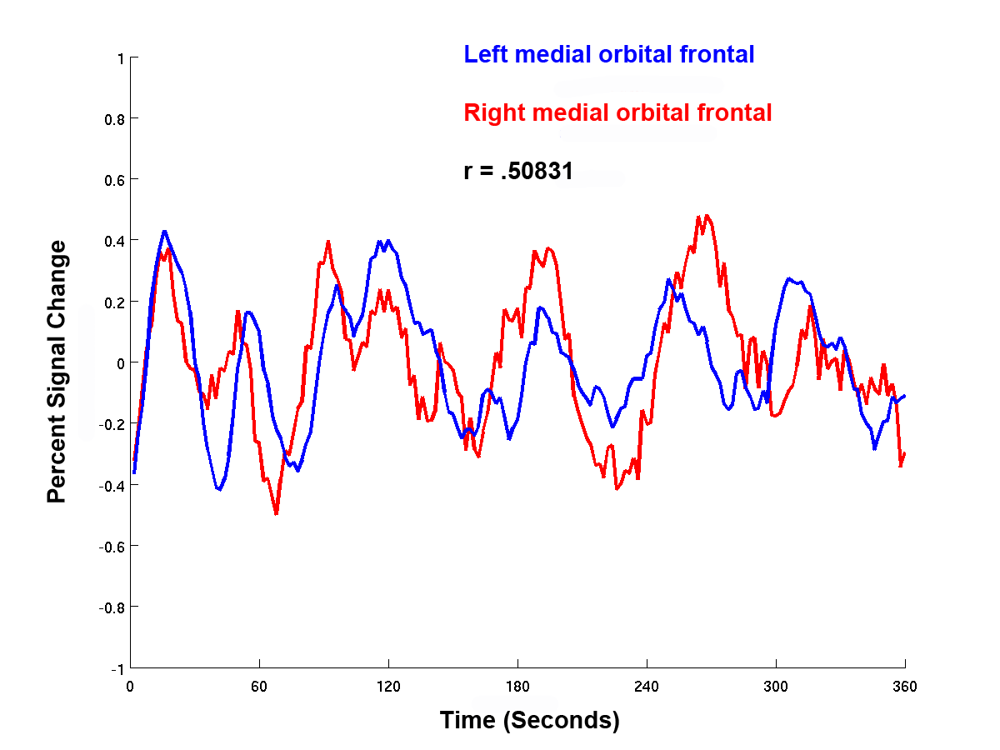 Left medial orbital frontal
Right medial orbital frontal
r = .50831
1
0.8
0.6
0.4
0.2
0
-0.2
-0.4
-0.6
-0.8
-1
Percent Signal Change
0 60 120 180 240 300 360
Time (Seconds)